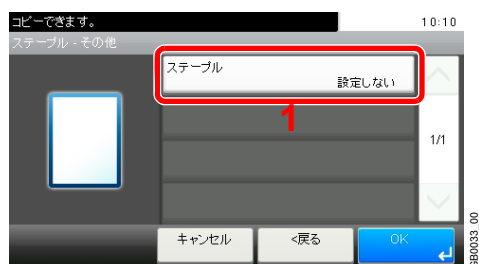 コピーできます。
10:10
ステープル - その他
ステープル
設定しない
1
1/1
キャンセル
<戻る
OK
GB0033_00